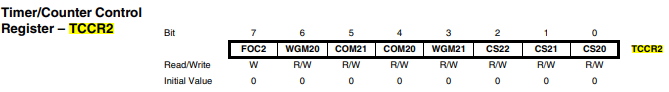 Timer/Counter Control
Register – TCCR2
Bit 7 6 5 4 3 2 1 0
FOC2 WGM20 COM21 COM20 WGM21 CS22 CS21 CS20 TCCR2
Read/Write W R/W R/W R/W R/W R/W R/W R/W
Initial Value 0 0 0 0 0 0 0 0